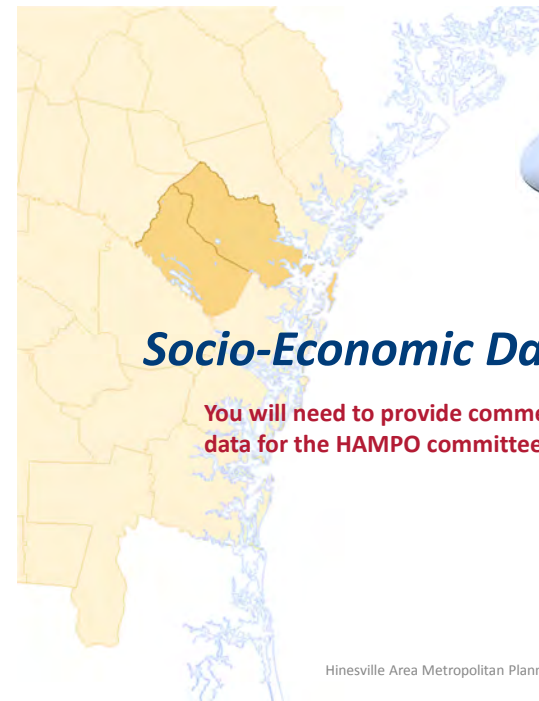 Socio-Economic Da
You will need to provide comme
data for the HAMPO committee
Hinesville Area Metropolitan Plann